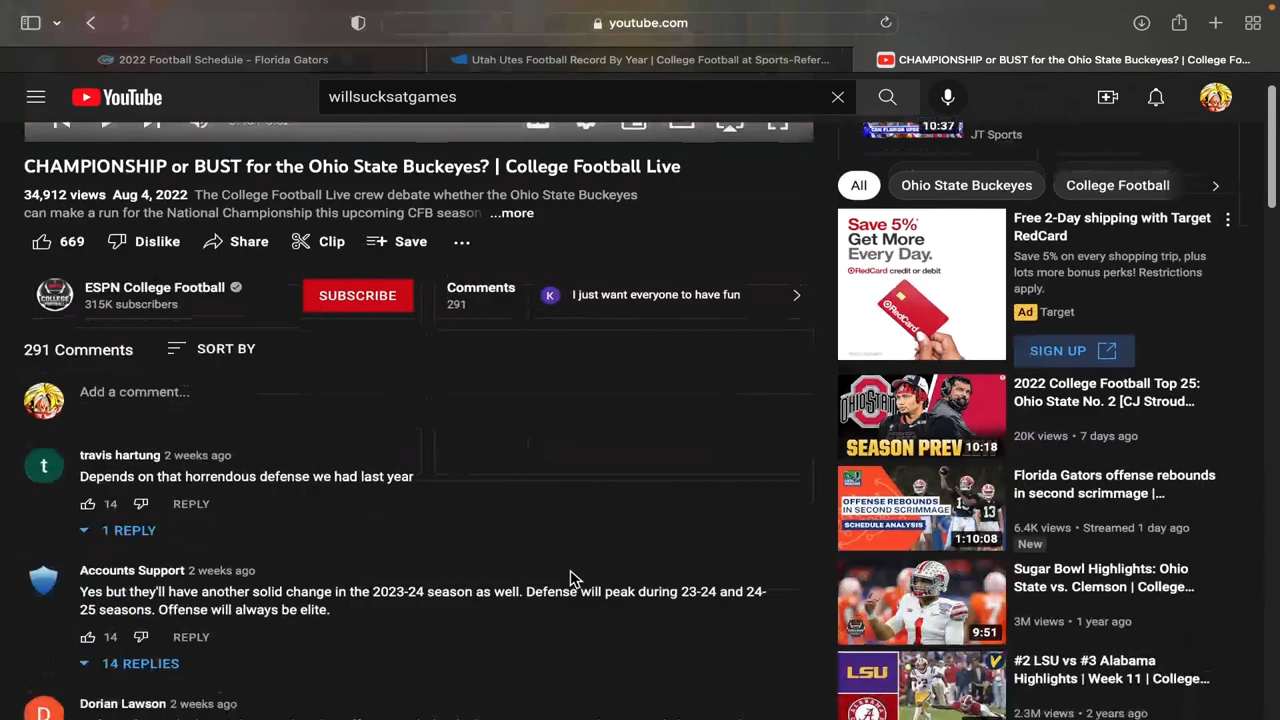 youtube.com
2022 Football Schedule - Florida Gators
Utah Utes Football Record By Year | College Football at Sports-Refer...
CHAMPIONSHIP or BUST for the Ohio State Buckeyes? | College Fo...
YouTube
willsucksatgames
10:37
JT Sports
CHAMPIONSHIP or BUST for the Ohio State Buckeyes? | College Football Live
34,912 views Aug 4, 2022 The College Football Live crew debate whether the Ohio State Buckeyes
can make a run for the National Championship this upcoming CFB season ...more
669 Dislike Share Clip Save
ESPN College Football
315K subscribers
SUBSCRIBE
Comments
291
K
I just want everyone to have fun
291 Comments SORT BY
Add a comment...
t
travis hartung 2 weeks ago
Depends on that horrendous defense we had last year
14 REPLY
1 REPLY
Accounts Support 2 weeks ago
Yes but they'll have another solid change in the 2023-24 season as well. Defense will peak during 23-24 and 24-
25 seasons. Offense will always be elite.
14 REPLY
14 REPLIES
D
Dorian Lawson 2 weeks ago
All Ohio State Buckeyes College Football
Save 5%
Get More
Every Day.
REDcard credit or debit
REDcard
Free 2-Day shipping with Target
RedCard
Save 5% on every shopping trip, plus
lots more bonus perks! Restrictions
apply.
Ad Target
SIGN UP
OHIO STATE
SEASON PREV
10:18
2022 College Football Top 25:
Ohio State No. 2 [CJ Stroud...
20K views • 7 days ago
OFFENSE REBOUNDS
IN SECOND SCRIMMAGE
SCHEDULE ANALYSIS
1:10:08
Florida Gators offense rebounds
in second scrimmage |...
6.4K views • Streamed 1 day ago
New
9:51
Sugar Bowl Highlights: Ohio
State vs. Clemson | College...
3M views • 1 year ago
LSU
#2 LSU vs #3 Alabama
Highlights | Week 11 | College...
2.3M views • 2 years ago